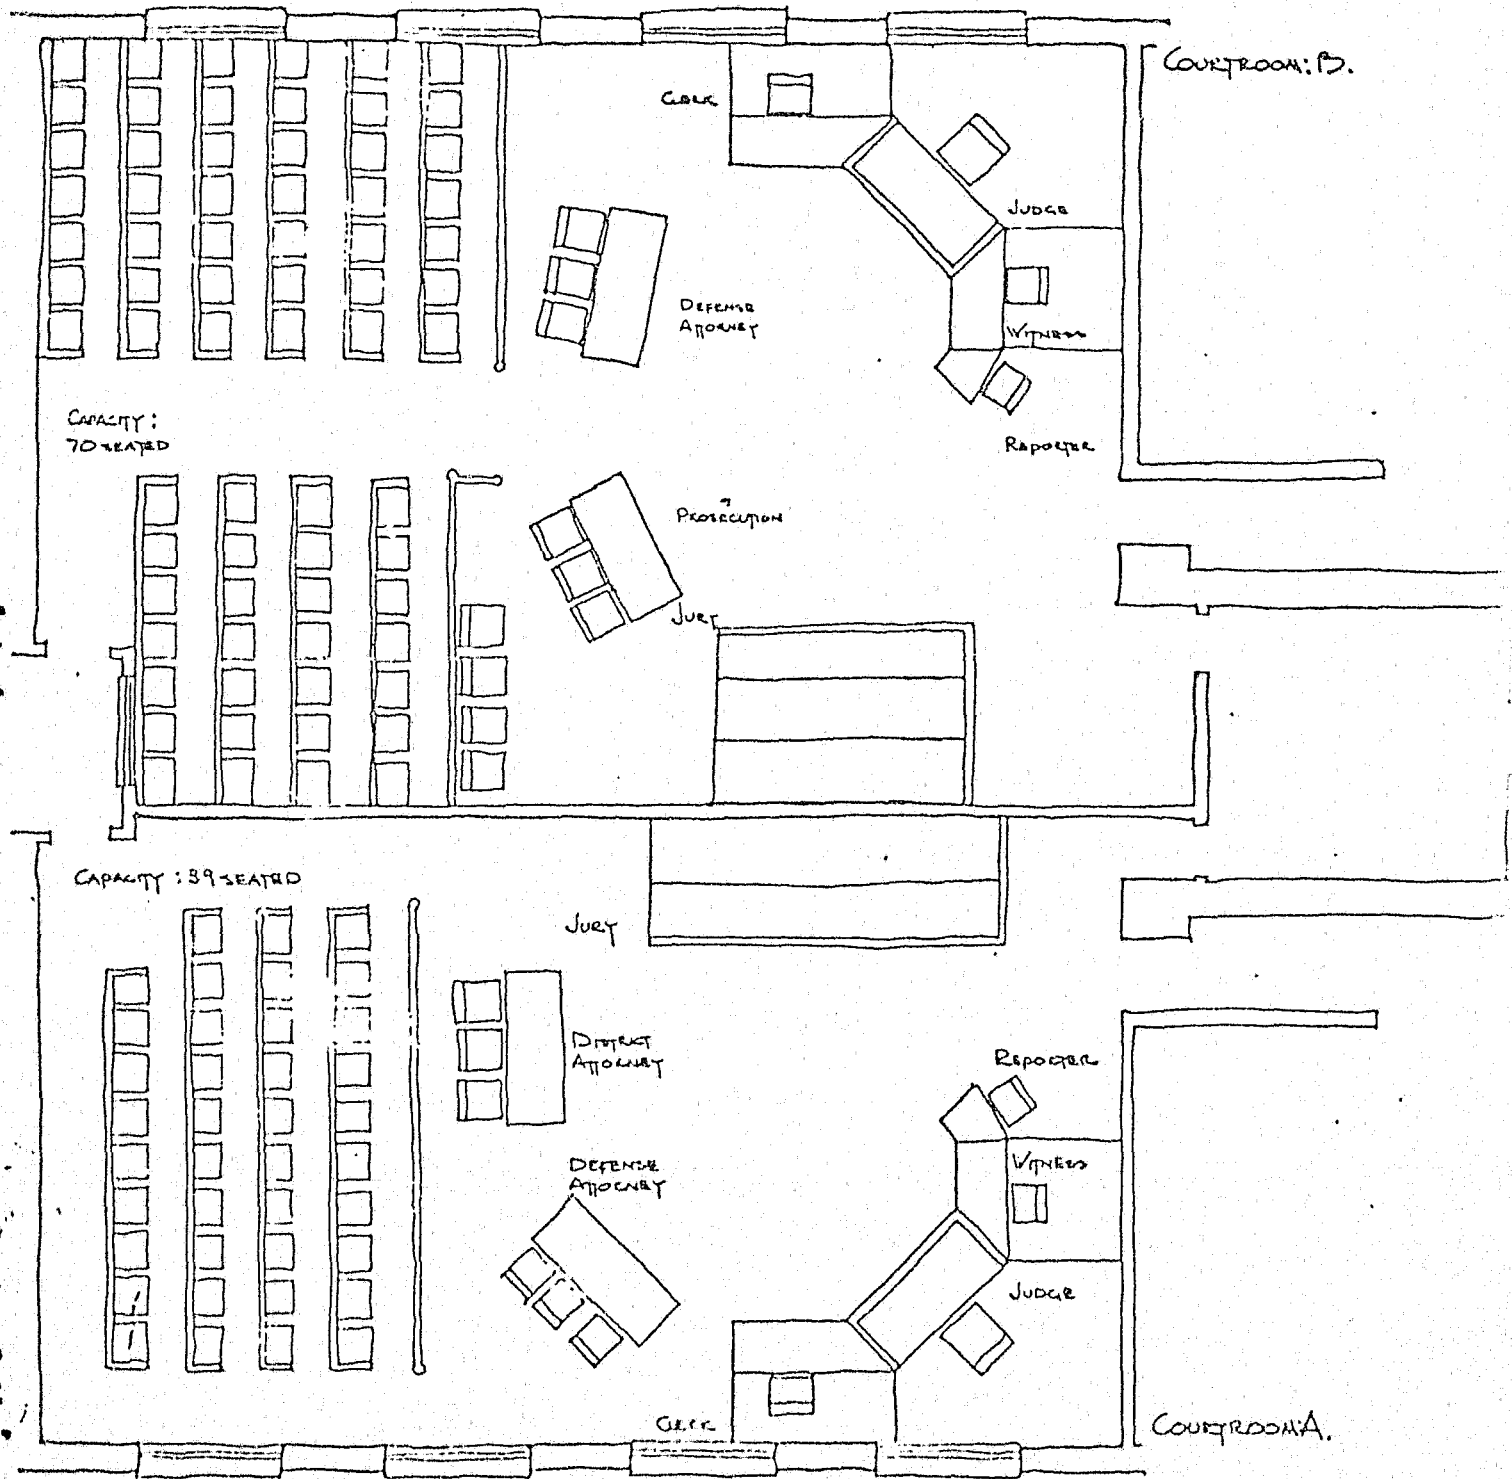 COURTROOM: B.
CLERK
JUDGE
DEFENSE
ATTORNEY
WITNESS
CAPACITY:
70 SEATED
REPORTER
PROSECUTION
JURY
CAPACITY: 39 SEATED
JURY
DISTRICT
ATTORNEY
REPORTER
DEFENSE
ATTORNEY
WITNESS
JUDGE
CLERK
COURTROOM: A.